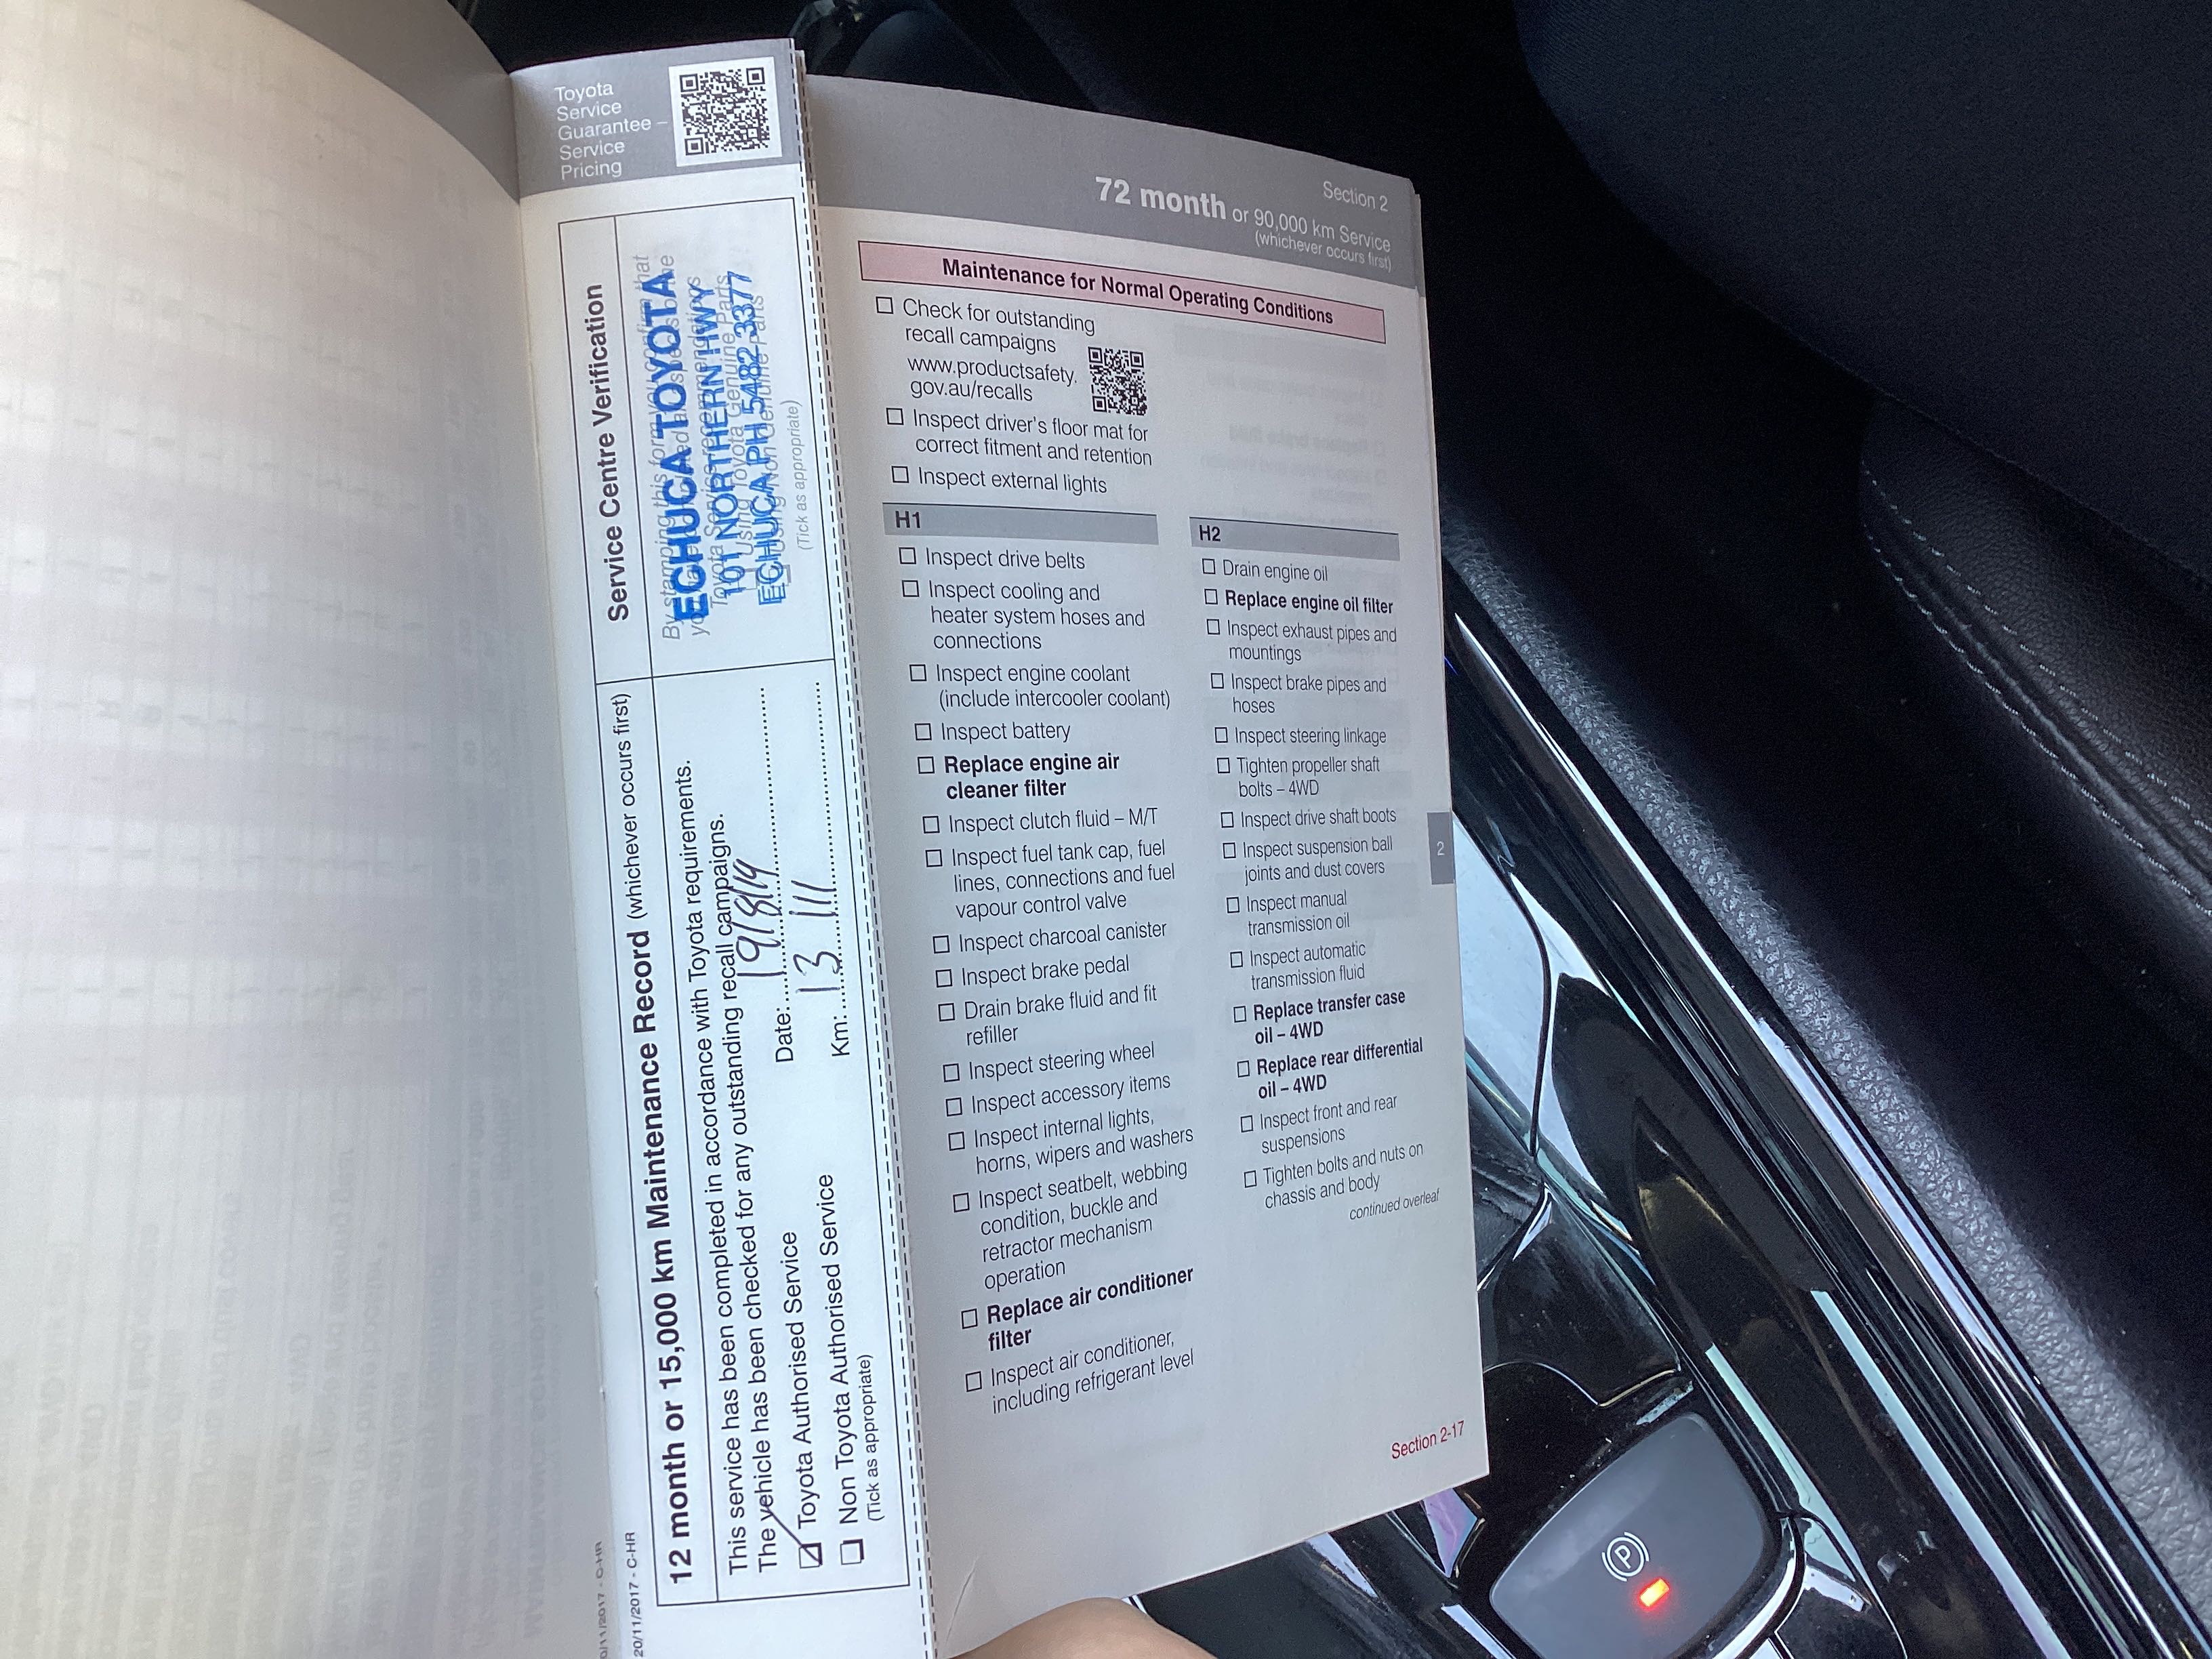 Toyota
Service
Guarantee –
Service
Pricing
12 month or 15,000 km Maintenance Record (whichever occurs first)
Service Centre Verification
This service has been completed in accordance with Toyota requirements.
The vehicle has been checked for any outstanding recall campaigns.
Toyota Authorised Service
Non Toyota Authorised Service
(Tick as appropriate)
Date: 19/8/19
Km: 13 111
ECHUCA TOYOTA
101 NORTHERN HWY
ECHUCA PH 5482 3377
(Tick as appropriate)
20/11/2017 - C-HR
Section 2
72 month or 90,000 km Service
(whichever occurs first)
Maintenance for Normal Operating Conditions
Check for outstanding
recall campaigns
www.productsafety.
gov.au/recalls
Inspect driver's floor mat for
correct fitment and retention
Inspect external lights
H1
Inspect drive belts
Inspect cooling and
heater system hoses and
connections
Inspect engine coolant
(include intercooler coolant)
Inspect battery
Replace engine air
cleaner filter
Inspect clutch fluid – M/T
Inspect fuel tank cap, fuel
lines, connections and fuel
vapour control valve
Inspect charcoal canister
Inspect brake pedal
Drain brake fluid and fit
refiller
Inspect steering wheel
Inspect accessory items
Inspect internal lights,
horns, wipers and washers
Inspect seatbelt, webbing
condition, buckle and
retractor mechanism
operation
Replace air conditioner
filter
Inspect air conditioner,
including refrigerant level
H2
Drain engine oil
Replace engine oil filter
Inspect exhaust pipes and
mountings
Inspect brake pipes and
hoses
Inspect steering linkage
Tighten propeller shaft
bolts – 4WD
Inspect drive shaft boots
Inspect suspension ball
joints and dust covers
Inspect manual
transmission oil
Inspect automatic
transmission fluid
Replace transfer case
oil – 4WD
Replace rear differential
oil – 4WD
Inspect front and rear
suspensions
Tighten bolts and nuts on
chassis and body
continued overleaf
2
Section 2-17
P